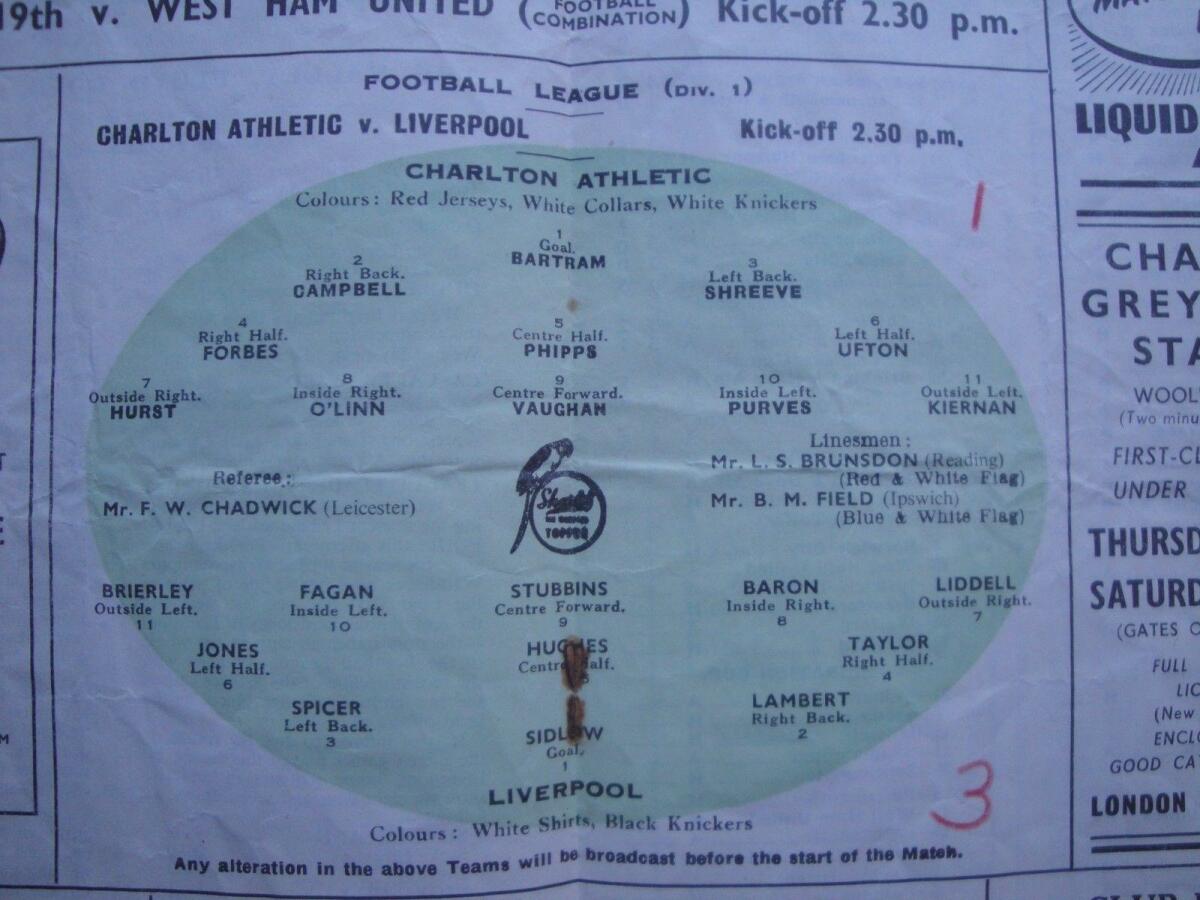 19th v. WEST HAM UNITED (FOOTBALL COMBINATION) Kick-off 2.30 p.m.
FOOTBALL LEAGUE (DIV. 1)
CHARLTON ATHLETIC v. LIVERPOOL Kick-off 2.30 p.m.
CHARLTON ATHLETIC
Colours: Red Jerseys, White Collars, White Knickers
1
1
Goal.
BARTRAM
2
Right Back.
CAMPBELL
3
Left Back.
SHREEVE
4
Right Half.
FORBES
5
Centre Half.
PHIPPS
6
Left Half.
UFTON
7
Outside Right.
HURST
8
Inside Right.
O'LINN
9
Centre Forward.
VAUGHAN
10
Inside Left.
PURVES
11
Outside Left.
KIERNAN
Referee:
Mr. F. W. CHADWICK (Leicester)
TOPPER
Linesmen:
Mr. L. S. BRUNSDON (Reading)
(Red & White Flag)
Mr. B. M. FIELD (Ipswich)
(Blue & White Flag)
BRIERLEY
Outside Left.
11
FAGAN
Inside Left.
10
STUBBINS
Centre Forward.
9
BARON
Inside Right.
8
LIDDELL
Outside Right.
7
JONES
Left Half.
6
HUGHES
Centre Half.
5
TAYLOR
Right Half.
4
SPICER
Left Back.
3
LAMBERT
Right Back.
2
SIDLOW
Goal.
1
LIVERPOOL
3
Colours: White Shirts, Black Knickers
Any alteration in the above Teams will be broadcast before the start of the Match.
LIQUID
CHA
GREY
STA
WOOL
(Two minu
FIRST-CL
UNDER
THURSD
SATURD
(GATES O
FULL
LIC
(New
ENCLO
GOOD CA
LONDON